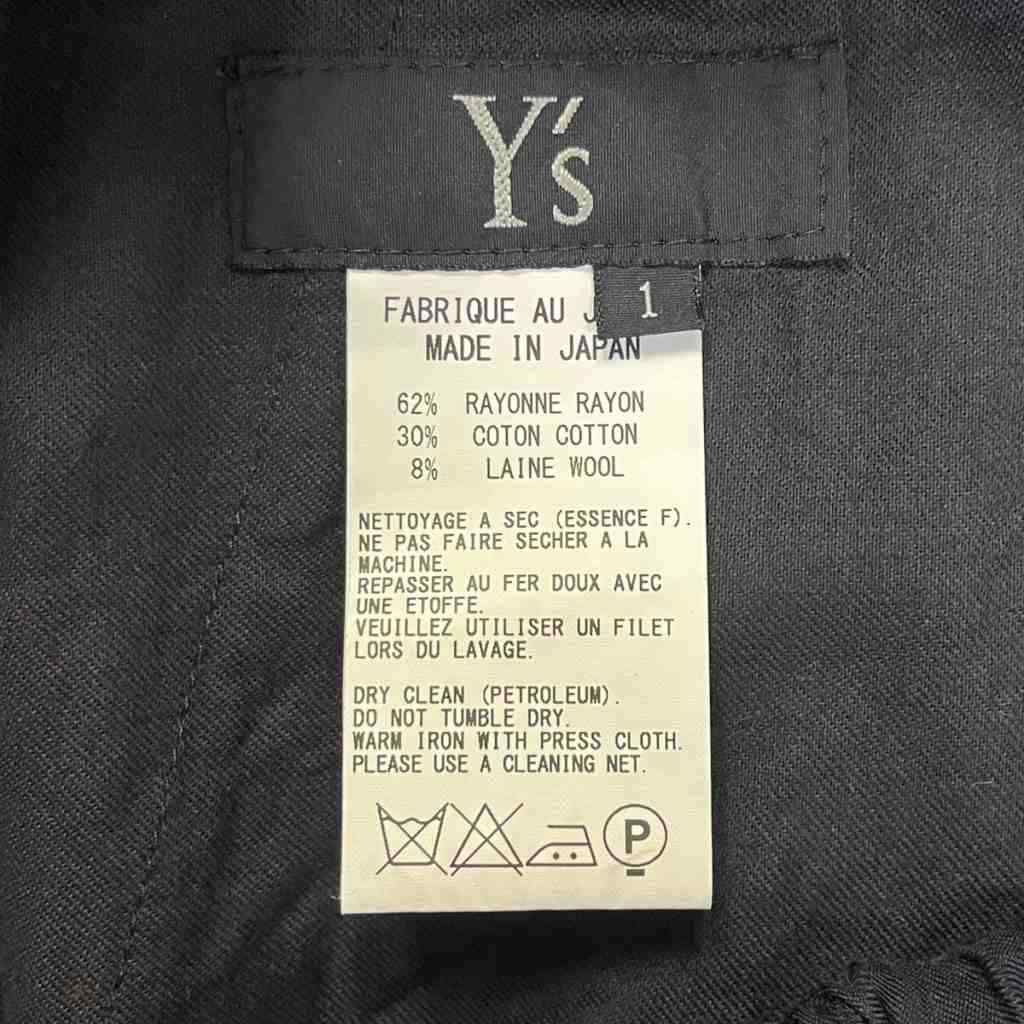 Y's
1
FABRIQUE AU J
MADE IN JAPAN
62% RAYONNE RAYON
30% COTON COTTON
8% LAINE WOOL
NETTOYAGE A SEC (ESSENCE F).
NE PAS FAIRE SECHER A LA
MACHINE.
REPASSER AU FER DOUX AVEC
UNE ETOFFE.
VEUILLEZ UTILISER UN FILET
LORS DU LAVAGE.
DRY CLEAN (PETROLEUM).
DO NOT TUMBLE DRY.
WARM IRON WITH PRESS CLOTH.
PLEASE USE A CLEANING NET.
P